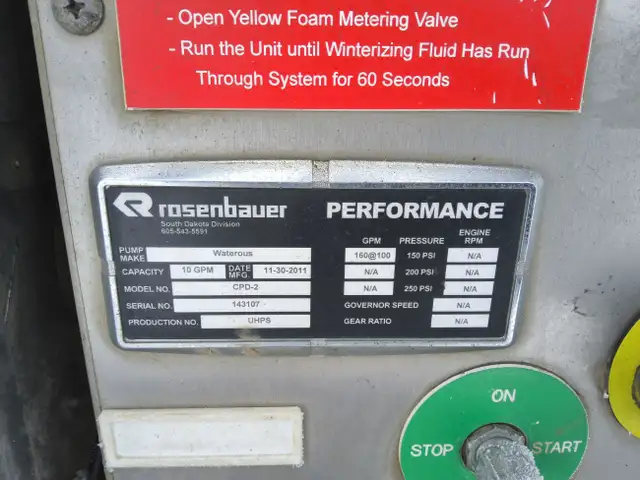 - Open Yellow Foam Metering Valve
- Run the Unit until Winterizing Fluid Has Run
Through System for 60 Seconds
rosenbauer
South Dakota Division
605-543-5591
PERFORMANCE
PUMP MAKE Waterous
CAPACITY 10 GPM DATE MFG. 11-30-2011
MODEL NO. CPD-2
SERIAL NO. 143107
PRODUCTION NO. UHPS
GPM PRESSURE ENGINE RPM
160@100 150 PSI N/A
N/A 200 PSI N/A
N/A 250 PSI N/A
GOVERNOR SPEED N/A
GEAR RATIO N/A
ON
STOP START